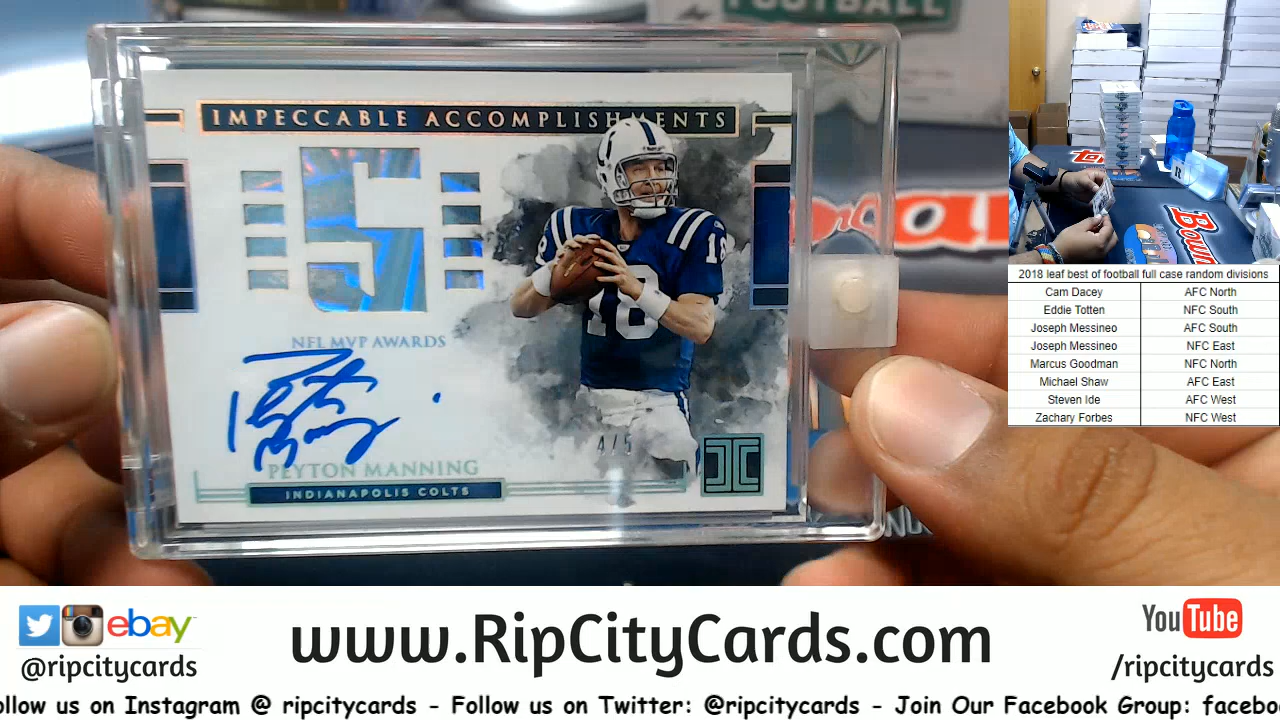 FOOTBALL
IMPECCABLE ACCOMPLISHMENTS
5
NFL MVP AWARDS
18
18
4/5
Peyton Manning
PEYTON MANNING
INDIANAPOLIS COLTS
2018 leaf best of football full case random divisions
Cam Dacey AFC North
Eddie Totten NFC South
Joseph Messineo AFC South
Joseph Messineo NFC East
Marcus Goodman NFC North
Michael Shaw AFC East
Steven Ide AFC West
Zachary Forbes NFC West
ebay
@ripcitycards
www.RipCityCards.com
YouTube
/ripcitycards
ollow us on Instagram @ ripcitycards - Follow us on Twitter: @ripcitycards - Join Our Facebook Group: facebo